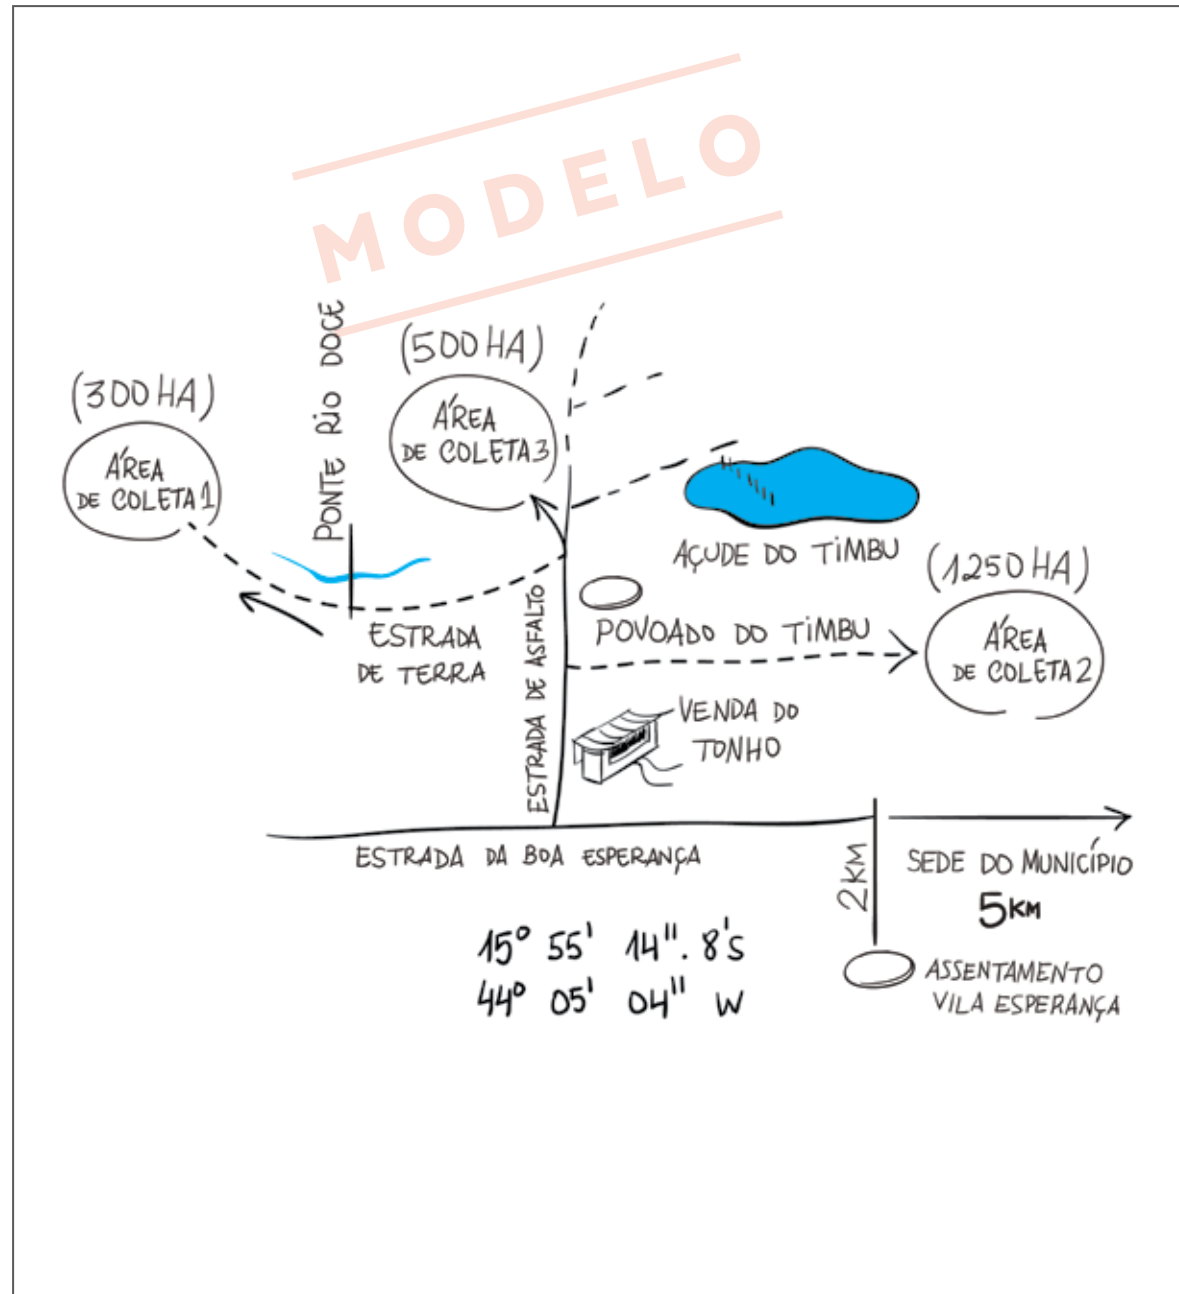 MODELO
PONTE RIO DOCE
(500 HA)
ÁREA
DE COLETA 3
(300 HA)
ÁREA
DE COLETA 1
AÇUDE DO TIMBU
(1250 HA)
ÁREA
DE COLETA 2
POVOADO DO TIMBU
ESTRADA
DE TERRA
ESTRADA DE ASFALTO
VENDA DO
TONHO
ESTRADA DA BOA ESPERANÇA
2KM
SEDE DO MUNICÍPIO
5KM
15° 55' 14". 8'S
44° 05' 04" W
ASSENTAMENTO
VILA ESPERANÇA